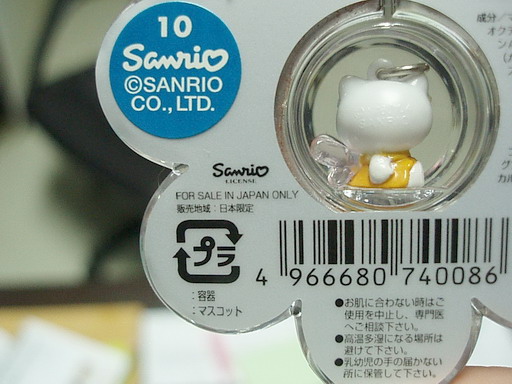 10
Sanrio
©SANRIO
CO., LTD.
成分/
オクテ
Sanrio
LICENSE
FOR SALE IN JAPAN ONLY
販売地域：日本限定
プラ
：容器
：マスコット
4 966680 740086
●お肌に合わない時はご
使用を中止し、専門医
へご相談下さい。
●高温多湿になる場所は
避けて下さい。
●乳幼児の手の届かない
所に保管して下さい。